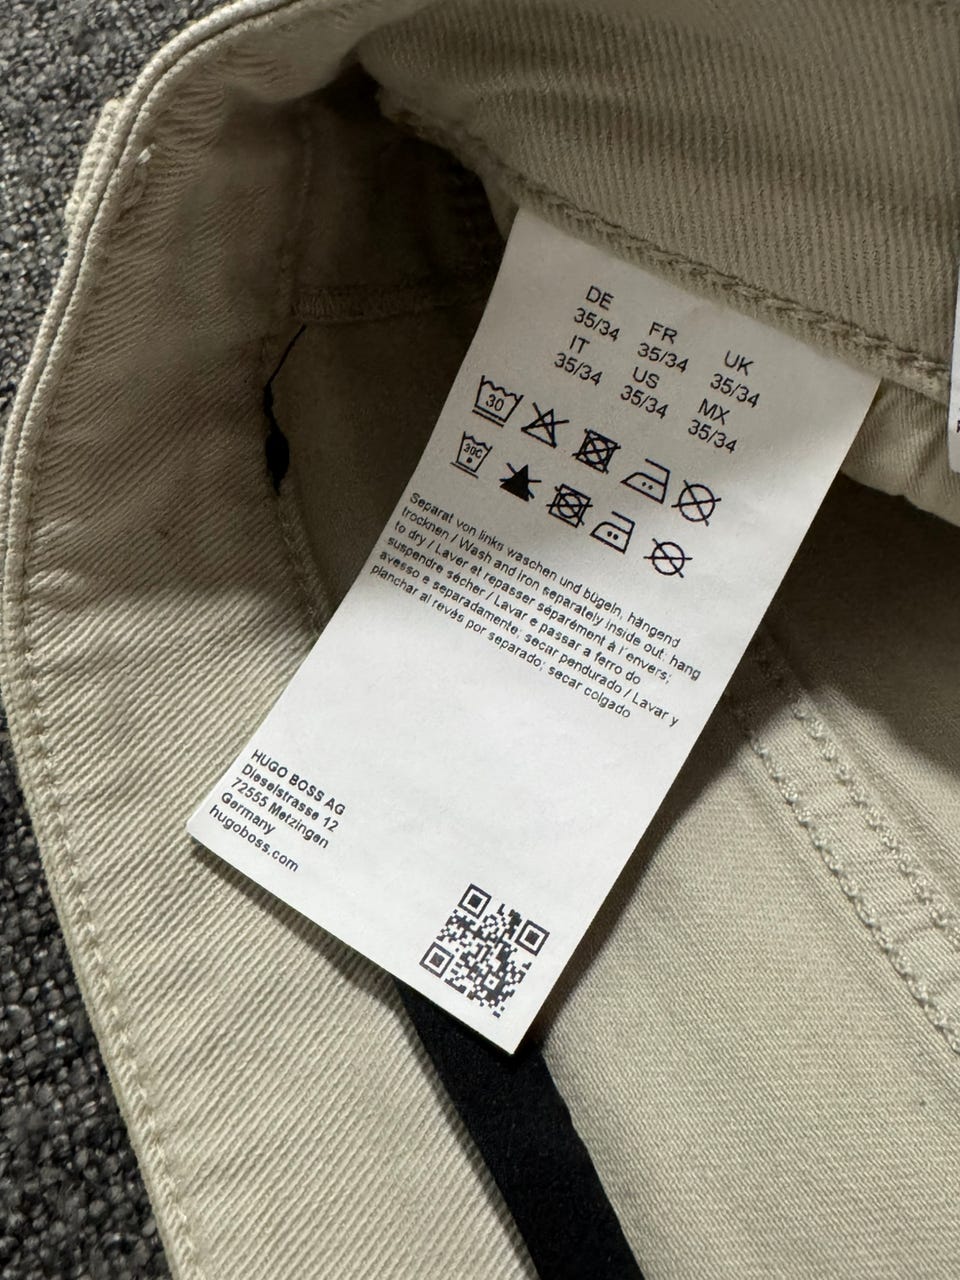 DE FR UK
35/34 35/34 35/34
IT US MX
35/34 35/34 35/34
30
30C
Separat von links waschen und bügeln, hängend
trocknen / Wash and iron separately inside out; hang
to dry / Laver et repasser séparément à l'envers;
suspendre sécher / Lavar e passar a ferro do
avesso e separadamente; secar pendurado / Lavar y
planchar al revés por separado; secar colgado
HUGO BOSS AG
Dieselstrasse 12
72555 Metzingen
Germany
hugoboss.com